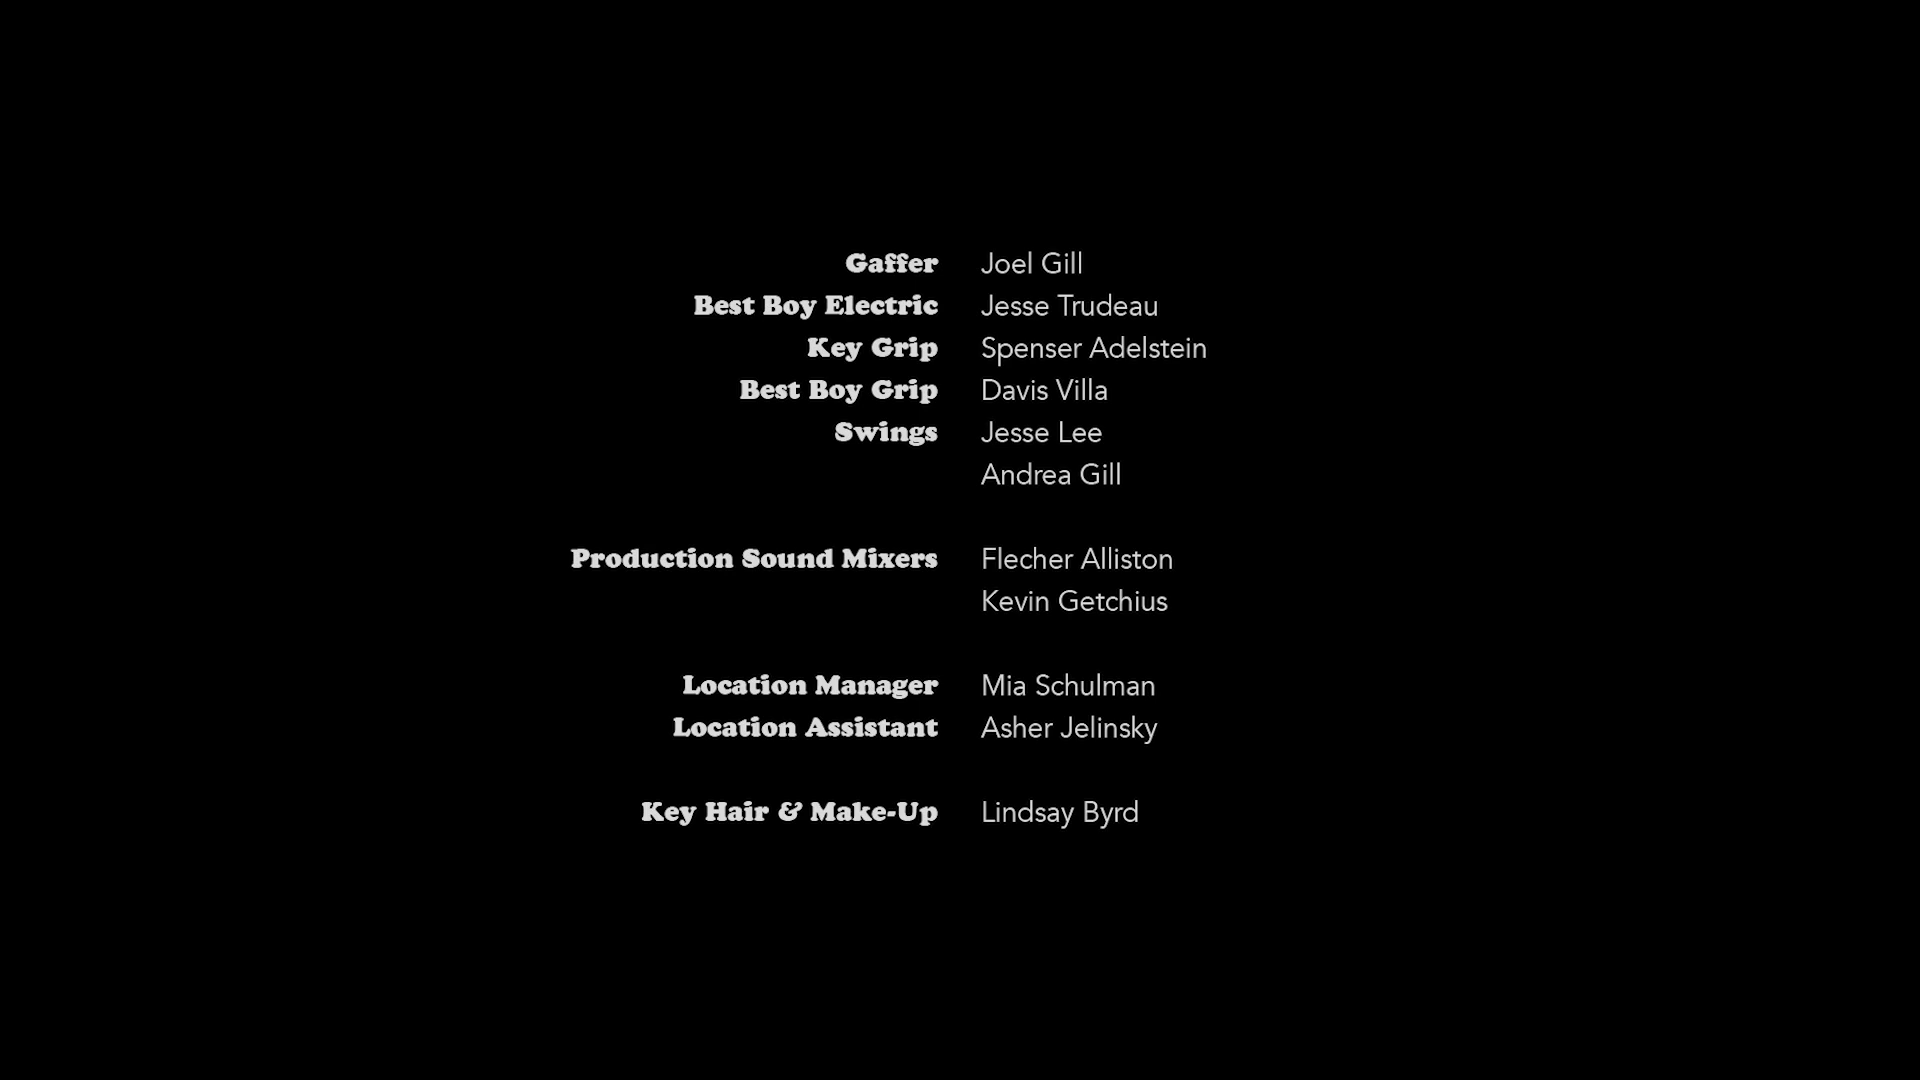 Gaffer Joel Gill
Best Boy Electric Jesse Trudeau
Key Grip Spenser Adelstein
Best Boy Grip Davis Villa
Swings Jesse Lee
Andrea Gill
Production Sound Mixers Flecher Alliston
Kevin Getchius
Location Manager Mia Schulman
Location Assistant Asher Jelinsky
Key Hair & Make-Up Lindsay Byrd